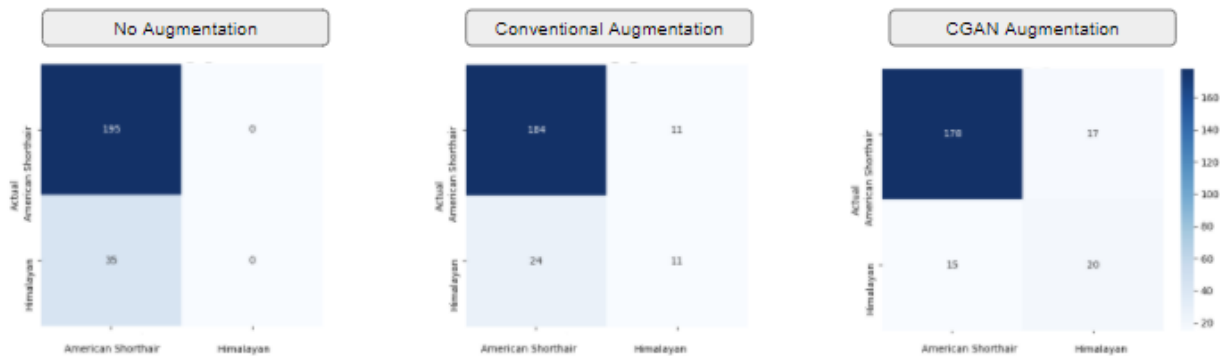 No Augmentation
Conventional Augmentation
CGAN Augmentation
Actual
American Shorthair
Himalayan
195
0
35
0
American Shorthair
Himalayan
Actual
American Shorthair
Himalayan
184
11
24
11
American Shorthair
Himalayan
Actual
American Shorthair
Himalayan
178
17
15
20
American Shorthair
Himalayan
160
140
120
100
80
60
40
20